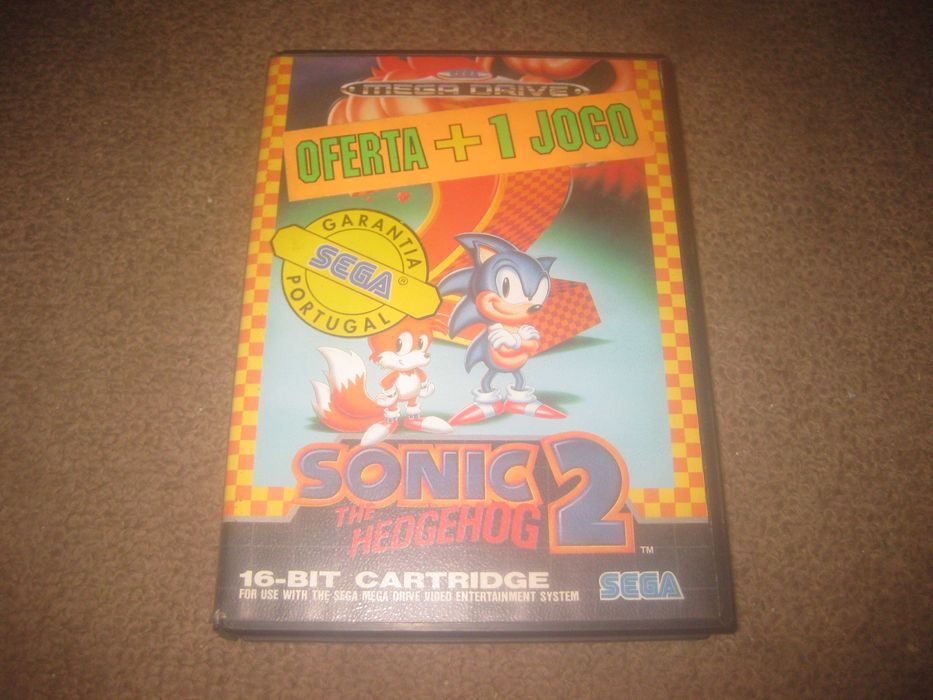 SEGA
MEGA DRIVE
OFERTA + 1 JOGO
GARANTIA
SEGA ®
PORTUGAL
SONIC
THE
HEDGEHOG
2
TM
16-BIT CARTRIDGE
FOR USE WITH THE SEGA MEGA DRIVE VIDEO ENTERTAINMENT SYSTEM
SEGA